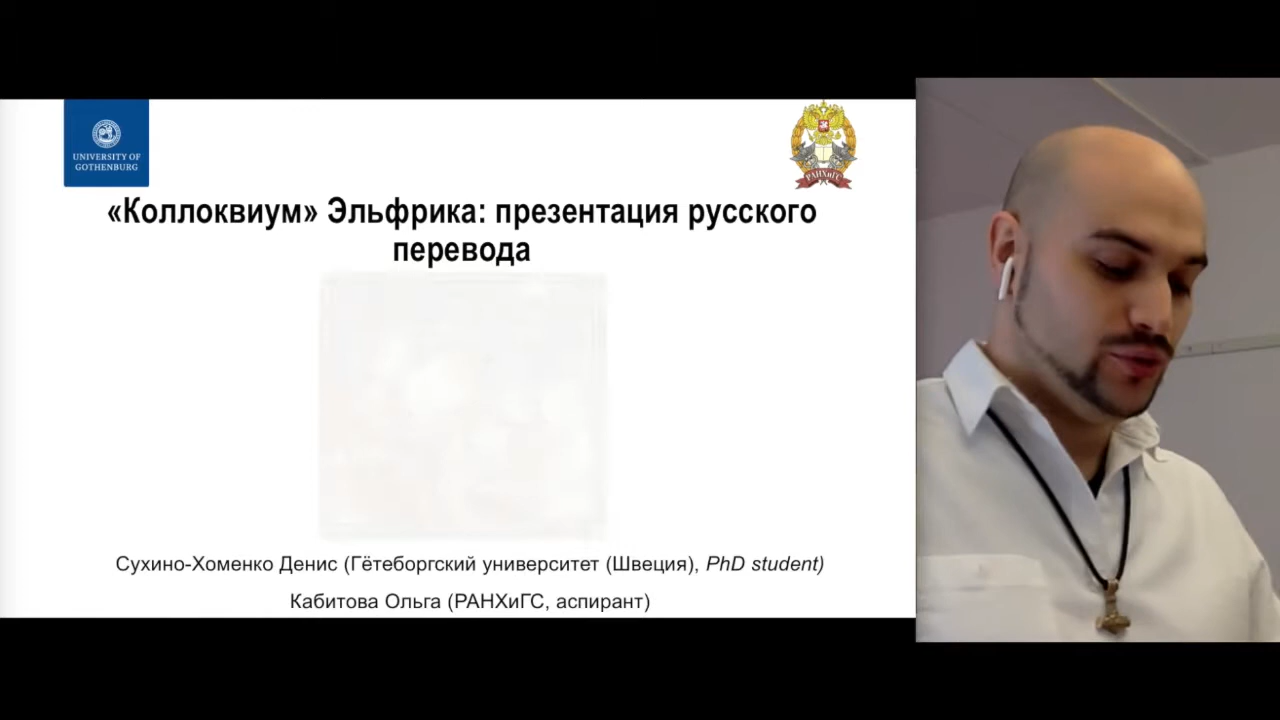 UNIVERSITY OF
GOTHENBURG
РАНХиГС
«Коллоквиум» Эльфрика: презентация русского
перевода
Сухино-Хоменко Денис (Гётеборгский университет (Швеция), PhD student)
Кабитова Ольга (РАНХиГС, аспирант)